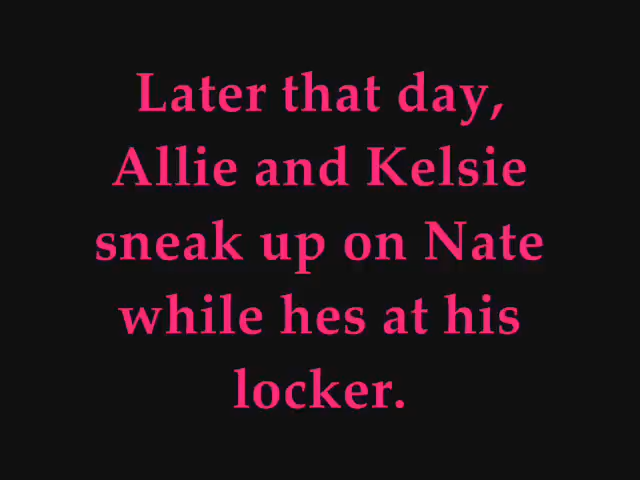 Later that day,
Allie and Kelsie
sneak up on Nate
while hes at his
locker.